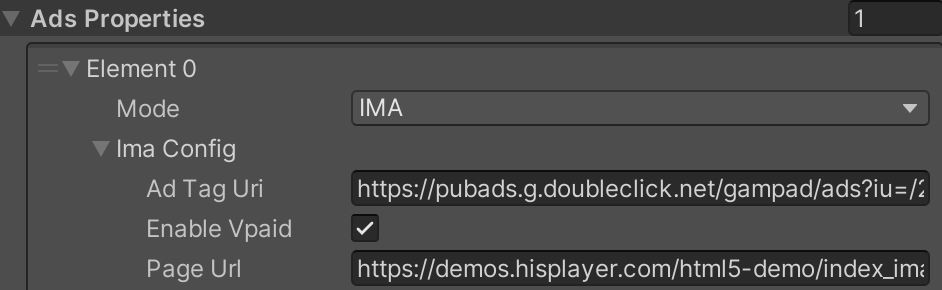 Ads Properties 1
Element 0
Mode IMA
Ima Config
Ad Tag Uri https://pubads.g.doubleclick.net/gampad/ads?iu=/2
Enable Vpaid
Page Url https://demos.hisplayer.com/html5-demo/index_ima